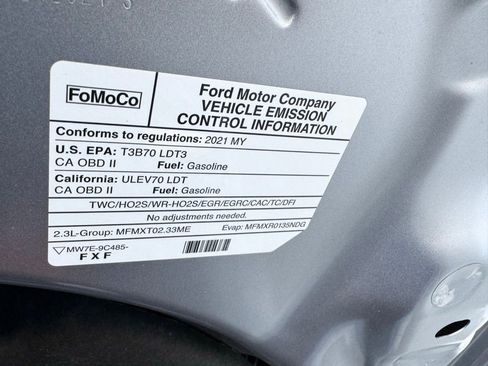 FoMoCo
Ford Motor Company
VEHICLE EMISSION
CONTROL INFORMATION
Conforms to regulations: 2021 MY
U.S. EPA: T3B70 LDT3
CA OBD II Fuel: Gasoline
California: ULEV70 LDT
CA OBD II Fuel: Gasoline
TWC/HO2S/WR-HO2S/EGR/EGRC/CAC/TC/DFI
No adjustments needed.
2.3L-Group: MFMXT02.33ME Evap: MFMXR0135NDG
MW7E-9C485-
FXF